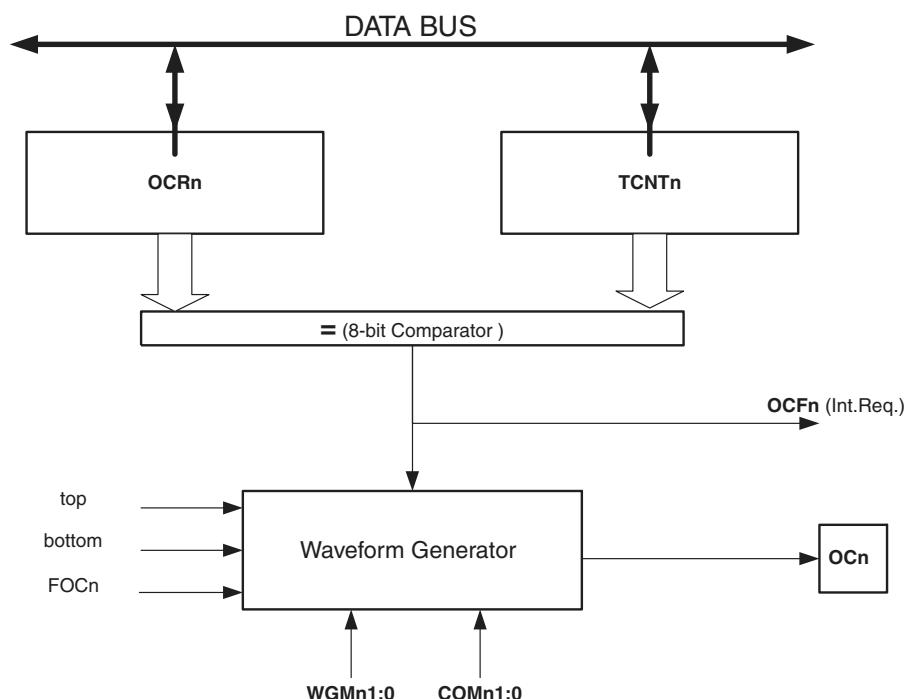 DATA BUS
OCRn
TCNTn
= (8-bit Comparator )
OCFn (Int.Req.)
top
bottom
FOCn
Waveform Generator
OCn
WGMn1:0
COMn1:0